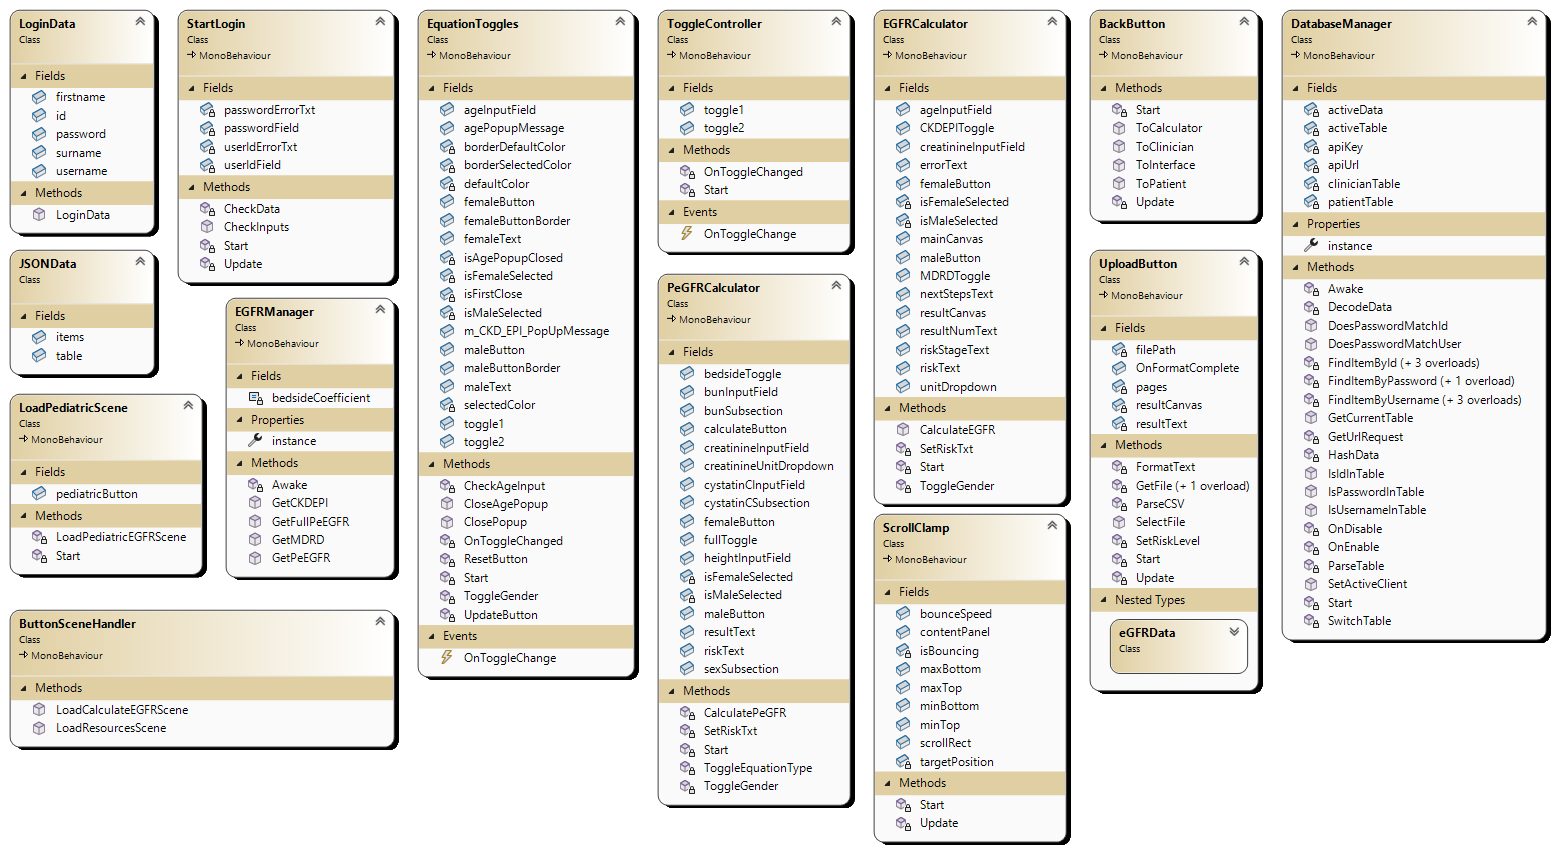 LoginData
Class
Fields
firstname
id
password
surname
username
Methods
LoginData
JSONData
Class
Fields
items
table
LoadPediatricScene
Class
MonoBehaviour
Fields
pediatricButton
Methods
LoadPediatricEGFRScene
Start
ButtonSceneHandler
Class
MonoBehaviour
Methods
LoadCalculateEGFRScene
LoadResourcesScene
StartLogin
Class
MonoBehaviour
Fields
passwordErrorTxt
passwordField
userIdErrorTxt
userIdField
Methods
CheckData
CheckInputs
Start
Update
EGFRManager
Class
MonoBehaviour
Fields
bedsideCoefficient
Properties
instance
Methods
Awake
GetCKDEPI
GetFullPeEGFR
GetMDRD
GetPeEGFR
EquationToggles
Class
MonoBehaviour
Fields
ageInputField
agePopupMessage
borderDefaultColor
borderSelectedColor
defaultColor
femaleButton
femaleButtonBorder
femaleText
isAgePopupClosed
isFemaleSelected
isFirstClose
isMaleSelected
m_CKD_EPI_PopUpMessage
maleButton
maleButtonBorder
maleText
selectedColor
toggle1
toggle2
Methods
CheckAgeInput
CloseAgePopup
ClosePopup
OnToggleChanged
ResetButton
Start
ToggleGender
UpdateButton
Events
OnToggleChange
ToggleController
Class
MonoBehaviour
Fields
toggle1
toggle2
Methods
OnToggleChanged
Start
Events
OnToggleChange
PeGFRCalculator
Class
MonoBehaviour
Fields
bedsideToggle
bunInputField
bunSubsection
calculateButton
creatinineInputField
creatinineUnitDropdown
cystatinCInputField
cystatinCSubsection
femaleButton
fullToggle
heightInputField
isFemaleSelected
isMaleSelected
maleButton
resultText
riskText
sexSubsection
Methods
CalculatePeGFR
SetRiskTxt
Start
ToggleEquationType
ToggleGender
EGFRCalculator
Class
MonoBehaviour
Fields
ageInputField
CKDEPIToggle
creatinineInputField
errorText
femaleButton
isFemaleSelected
isMaleSelected
mainCanvas
maleButton
MDRDToggle
nextStepsText
resultCanvas
resultNumText
riskStageText
riskText
unitDropdown
Methods
CalculateEGFR
SetRiskTxt
Start
ToggleGender
ScrollClamp
Class
MonoBehaviour
Fields
bounceSpeed
contentPanel
isBouncing
maxBottom
maxTop
minBottom
minTop
scrollRect
targetPosition
Methods
Start
Update
BackButton
Class
MonoBehaviour
Methods
Start
ToCalculator
ToClinician
ToInterface
ToPatient
Update
UploadButton
Class
MonoBehaviour
Fields
filePath
OnFormatComplete
pages
resultCanvas
resultText
Methods
FormatText
GetFile (+ 1 overload)
ParseCSV
SelectFile
SetRiskLevel
Start
Update
Nested Types
eGFRData
Class
DatabaseManager
Class
MonoBehaviour
Fields
activeData
activeTable
apiKey
apiUrl
clinicianTable
patientTable
Properties
instance
Methods
Awake
DecodeData
DoesPasswordMatchId
DoesPasswordMatchUser
FindItemById (+ 3 overloads)
FindItemByPassword (+ 1 overload)
FindItemByUsername (+ 3 overloads)
GetCurrentTable
GetUrlRequest
HashData
IsIdInTable
IsPasswordInTable
IsUsernameInTable
OnDisable
OnEnable
ParseTable
SetActiveClient
Start
SwitchTable